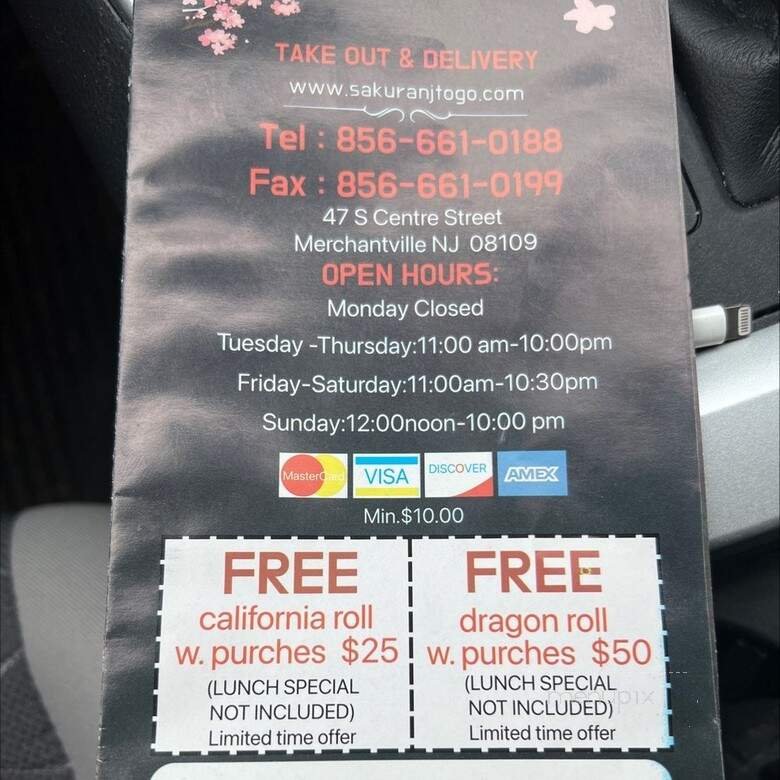 TAKE OUT & DELIVERY
www.sakuranjtogo.com
Tel : 856-661-0188
Fax : 856-661-0199
47 S Centre Street
Merchantville NJ 08109
OPEN HOURS:
Monday Closed
Tuesday -Thursday:11:00 am-10:00pm
Friday-Saturday:11:00am-10:30pm
Sunday:12:00noon-10:00 pm
MasterCard VISA DISCOVER AMEX
Min.$10.00
FREE
california roll
w. purches $25
(LUNCH SPECIAL
NOT INCLUDED)
Limited time offer
FREE
dragon roll
w. purches $50
(LUNCH SPECIAL
NOT INCLUDED)
Limited time offer
menupix